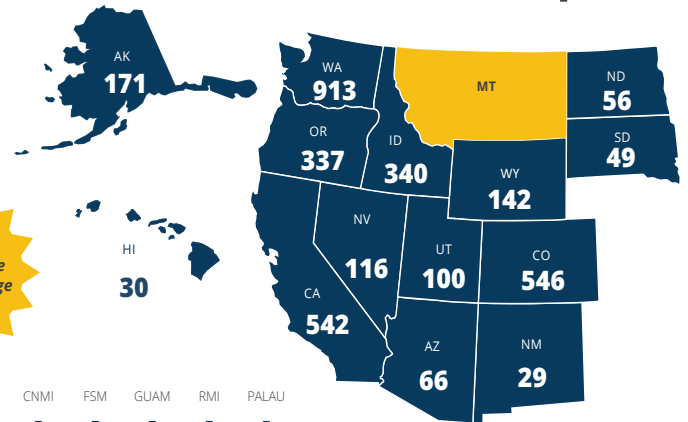 AK
171
WA
913
MT
ND
56
OR
337
ID
340
SD
49
WY
142
HI
30
NV
116
UT
100
CO
546
CA
542
AZ
66
NM
29
CNMI FSM GUAM RMI PALAU
- - - - -